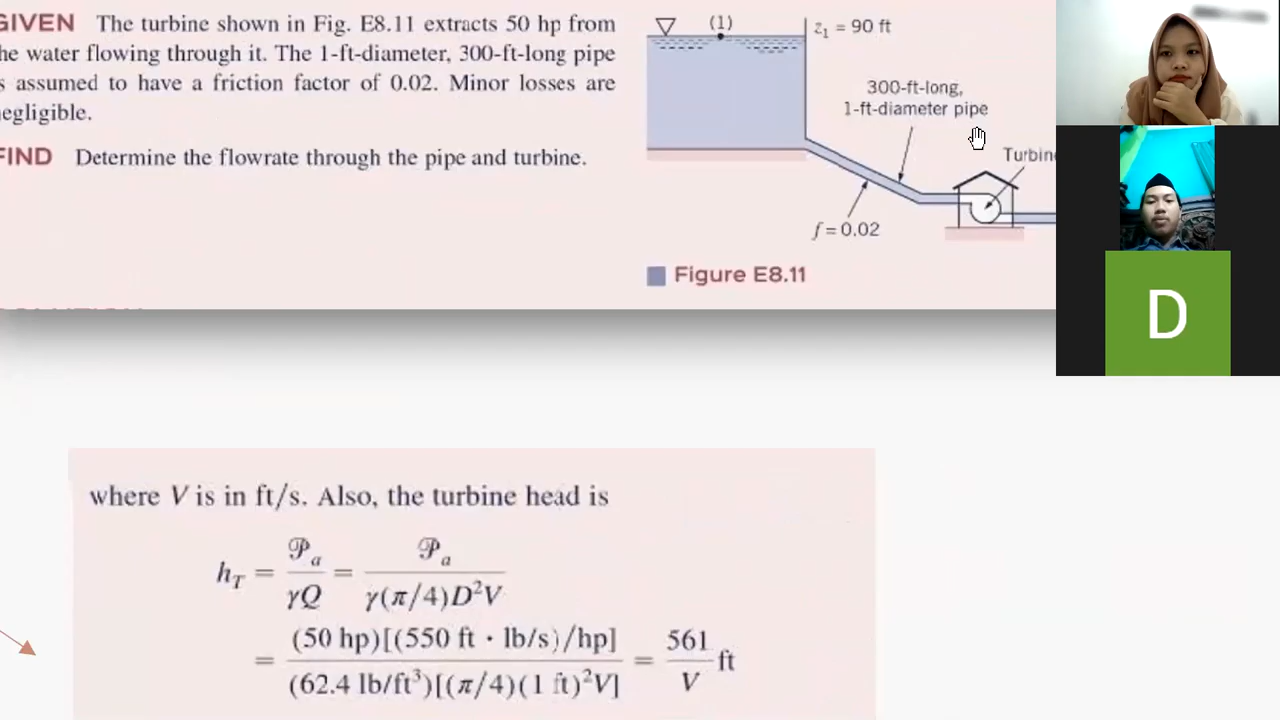 GIVEN The turbine shown in Fig. E8.11 extracts 50 hp from
he water flowing through it. The 1-ft-diameter, 300-ft-long pipe
s assumed to have a friction factor of 0.02. Minor losses are
egligible.
FIND Determine the flowrate through the pipe and turbine.
(1)
z₁ = 90 ft
300-ft-long,
1-ft-diameter pipe
Turbin
f = 0.02
Figure E8.11
D
where V is in ft/s. Also, the turbine head is
h_T = 𝒫ₐ/γQ = 𝒫ₐ/γ(π/4)D²V
= (50 hp)[(550 ft · lb/s)/hp]/(62.4 lb/ft³)[(π/4)(1 ft)²V] = 561/V ft